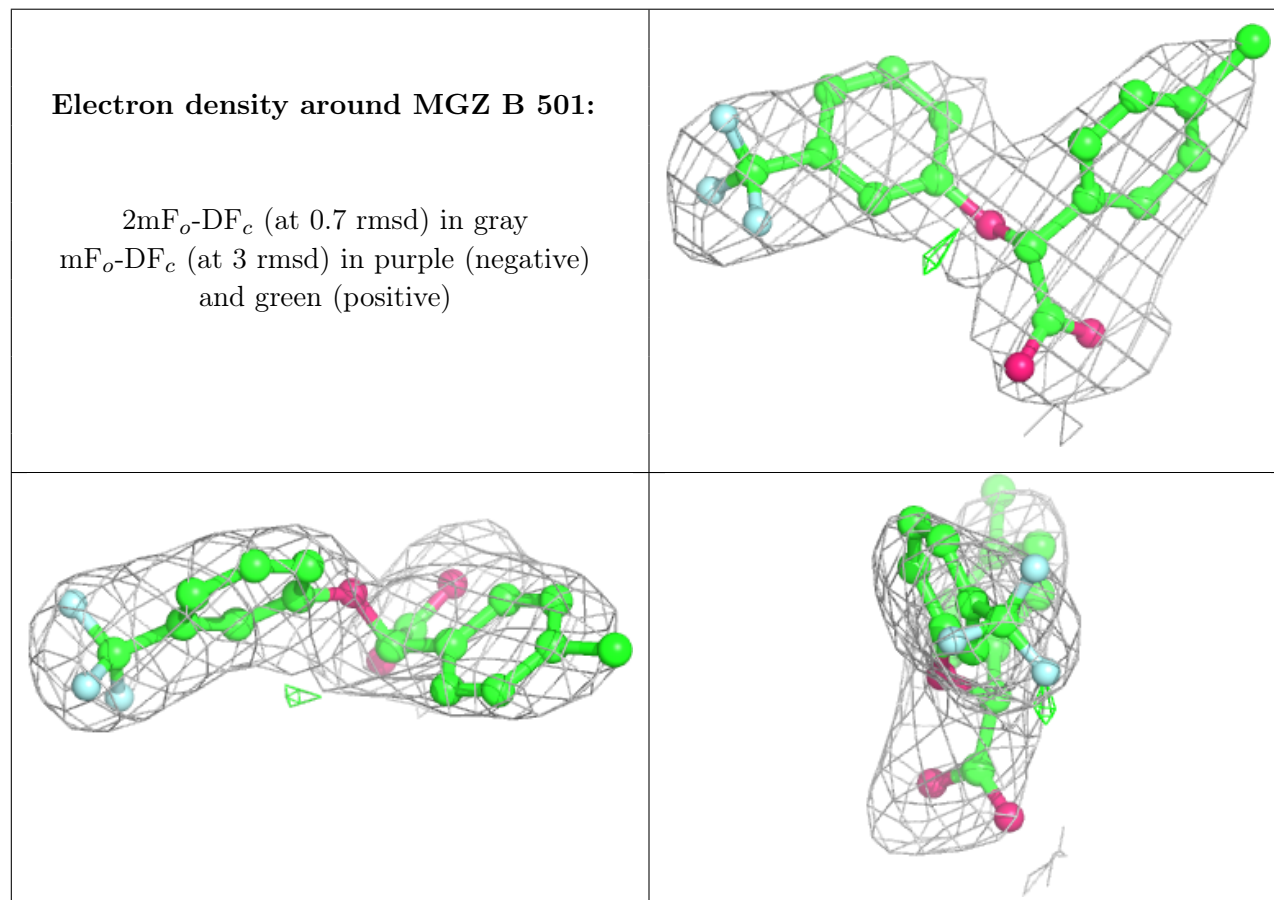 Electron density around MGZ B 501:
2mFo-DFc (at 0.7 rmsd) in gray
mFo-DFc (at 3 rmsd) in purple (negative)
and green (positive)